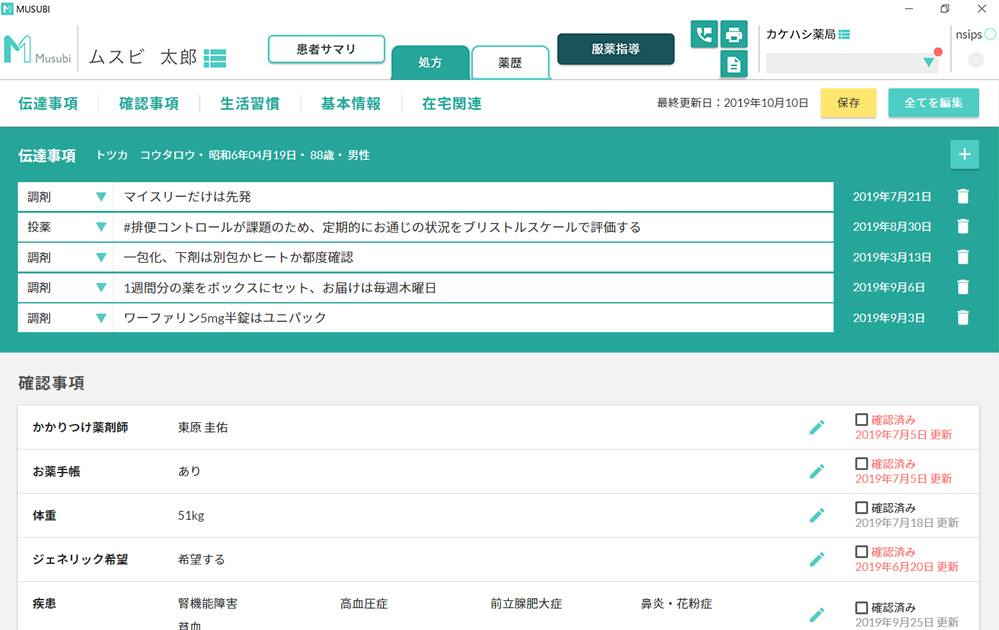 MUSUBI
Musubi
ムスビ 太郎
患者サマリ
処方
薬歴
服薬指導
カケハシ薬局
nsips
伝達事項
確認事項
生活習慣
基本情報
在宅関連
最終更新日：2019年10月10日
保存
全てを編集
伝達事項 トツカ コウタロウ・昭和6年04月19日・88歳・男性
調剤 マイスリーだけは先発 2019年7月21日
投薬 #排便コントロールが課題のため、定期的にお通じの状況をブリストルスケールで評価する 2019年8月30日
調剤 一包化、下剤は別包かヒートか都度確認 2019年3月13日
調剤 1週間分の薬をボックスにセット、お届けは毎週木曜日 2019年9月6日
調剤 ワーファリン5mg半錠はユニパック 2019年9月3日
確認事項
かかりつけ薬剤師 東原 圭佑 確認済み
2019年7月5日 更新
お薬手帳 あり 確認済み
2019年7月5日 更新
体重 51kg 確認済み
2019年7月18日 更新
ジェネリック希望 希望する 確認済み
2019年6月20日 更新
疾患 腎機能障害 高血圧症 前立腺肥大症 鼻炎・花粉症 確認済み
貧血 2019年9月25日 更新